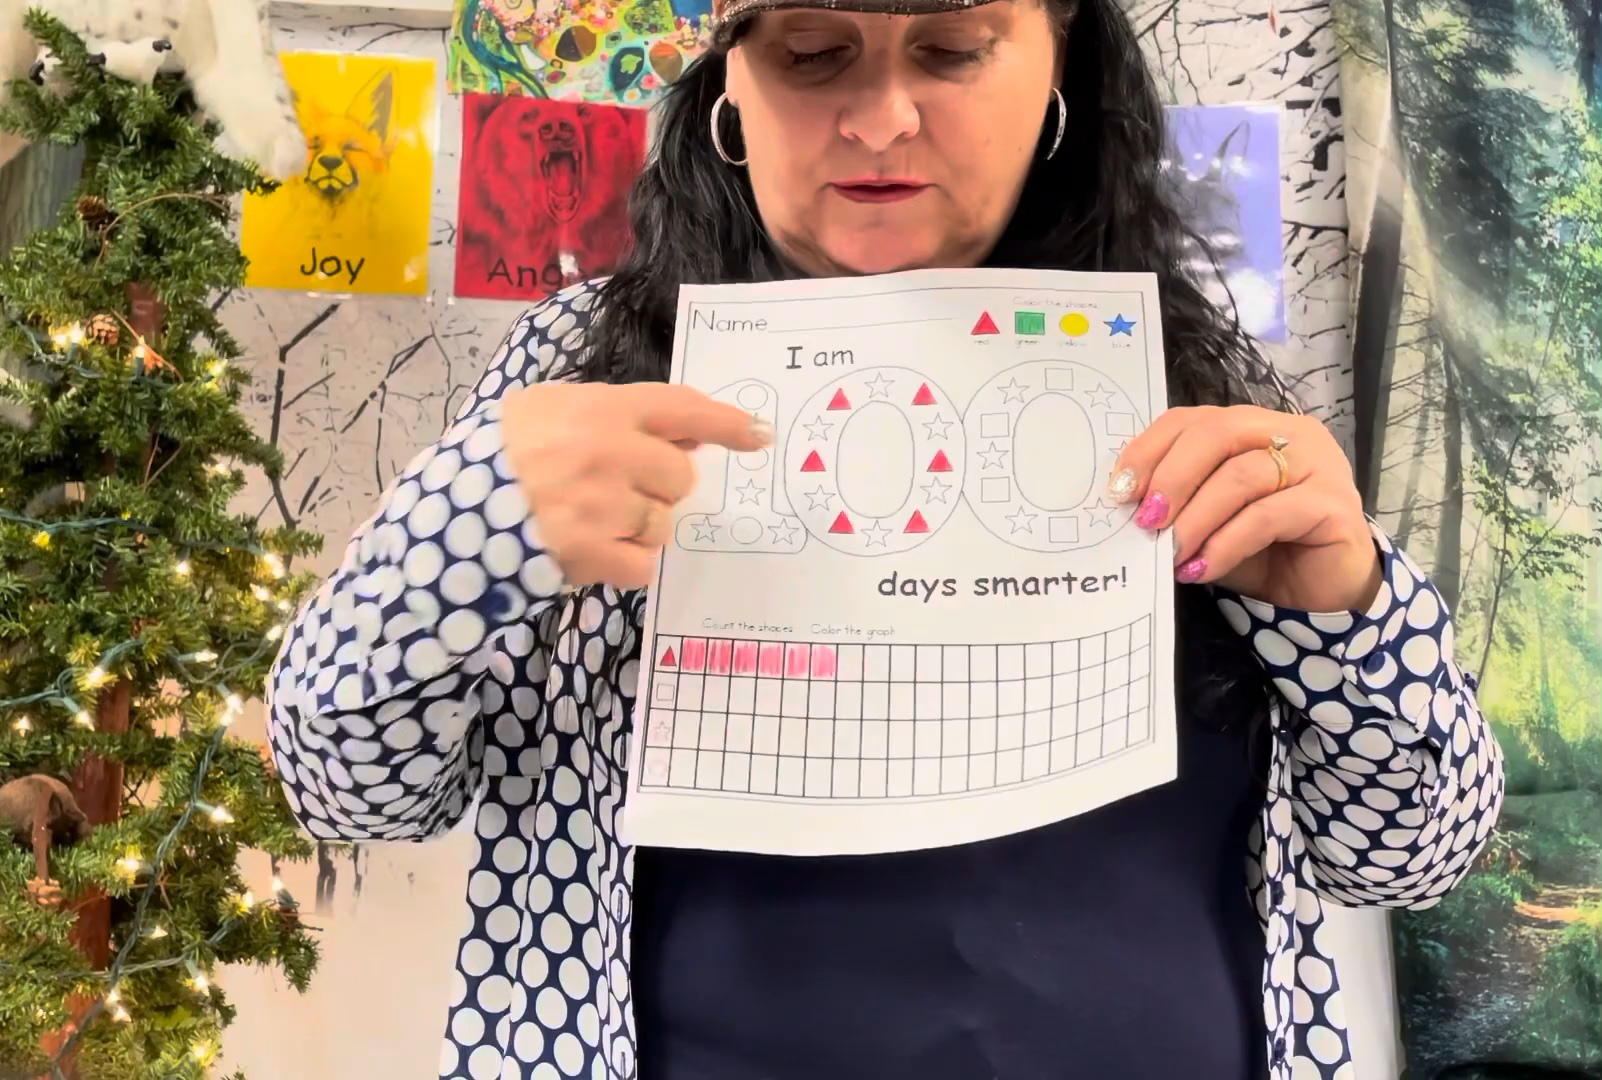 Joy
Name
Color the shapes
red green yellow blue
I am
100
days smarter!
Count the shapes Color the graph